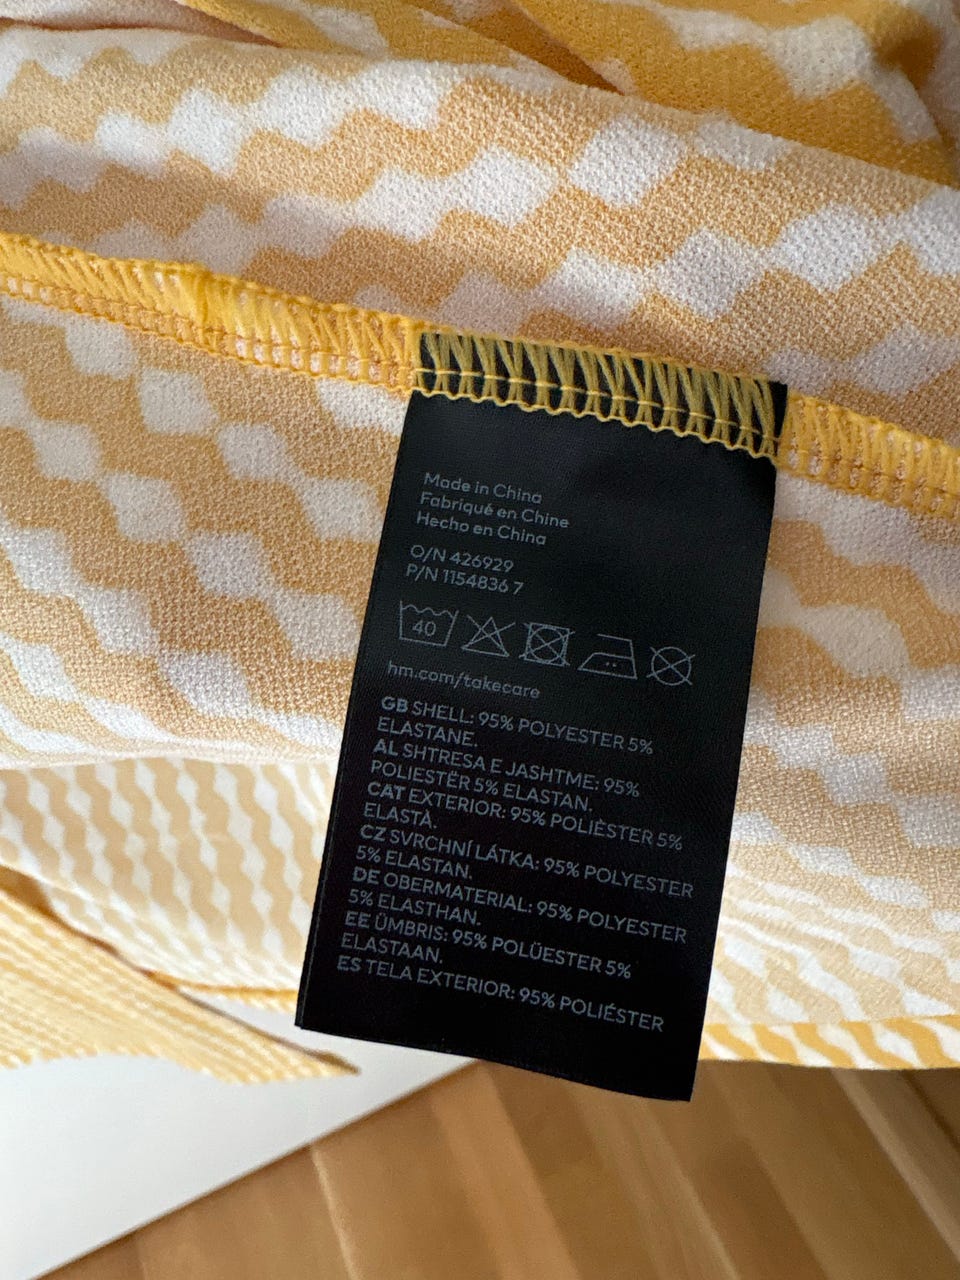 Made in China
Fabriqué en Chine
Hecho en China
O/N 426929
P/N 1154836 7
40
hm.com/takecare
GB SHELL: 95% POLYESTER 5%
ELASTANE.
AL SHTRESA E JASHTME: 95%
POLIESTËR 5% ELASTAN.
CAT EXTERIOR: 95% POLIÈSTER 5%
ELASTÀ.
CZ SVRCHNÍ LÁTKA: 95% POLYESTER
5% ELASTAN.
DE OBERMATERIAL: 95% POLYESTER
5% ELASTHAN.
EE ÜMBRIS: 95% POLÜESTER 5%
ELASTAAN.
ES TELA EXTERIOR: 95% POLIÉSTER